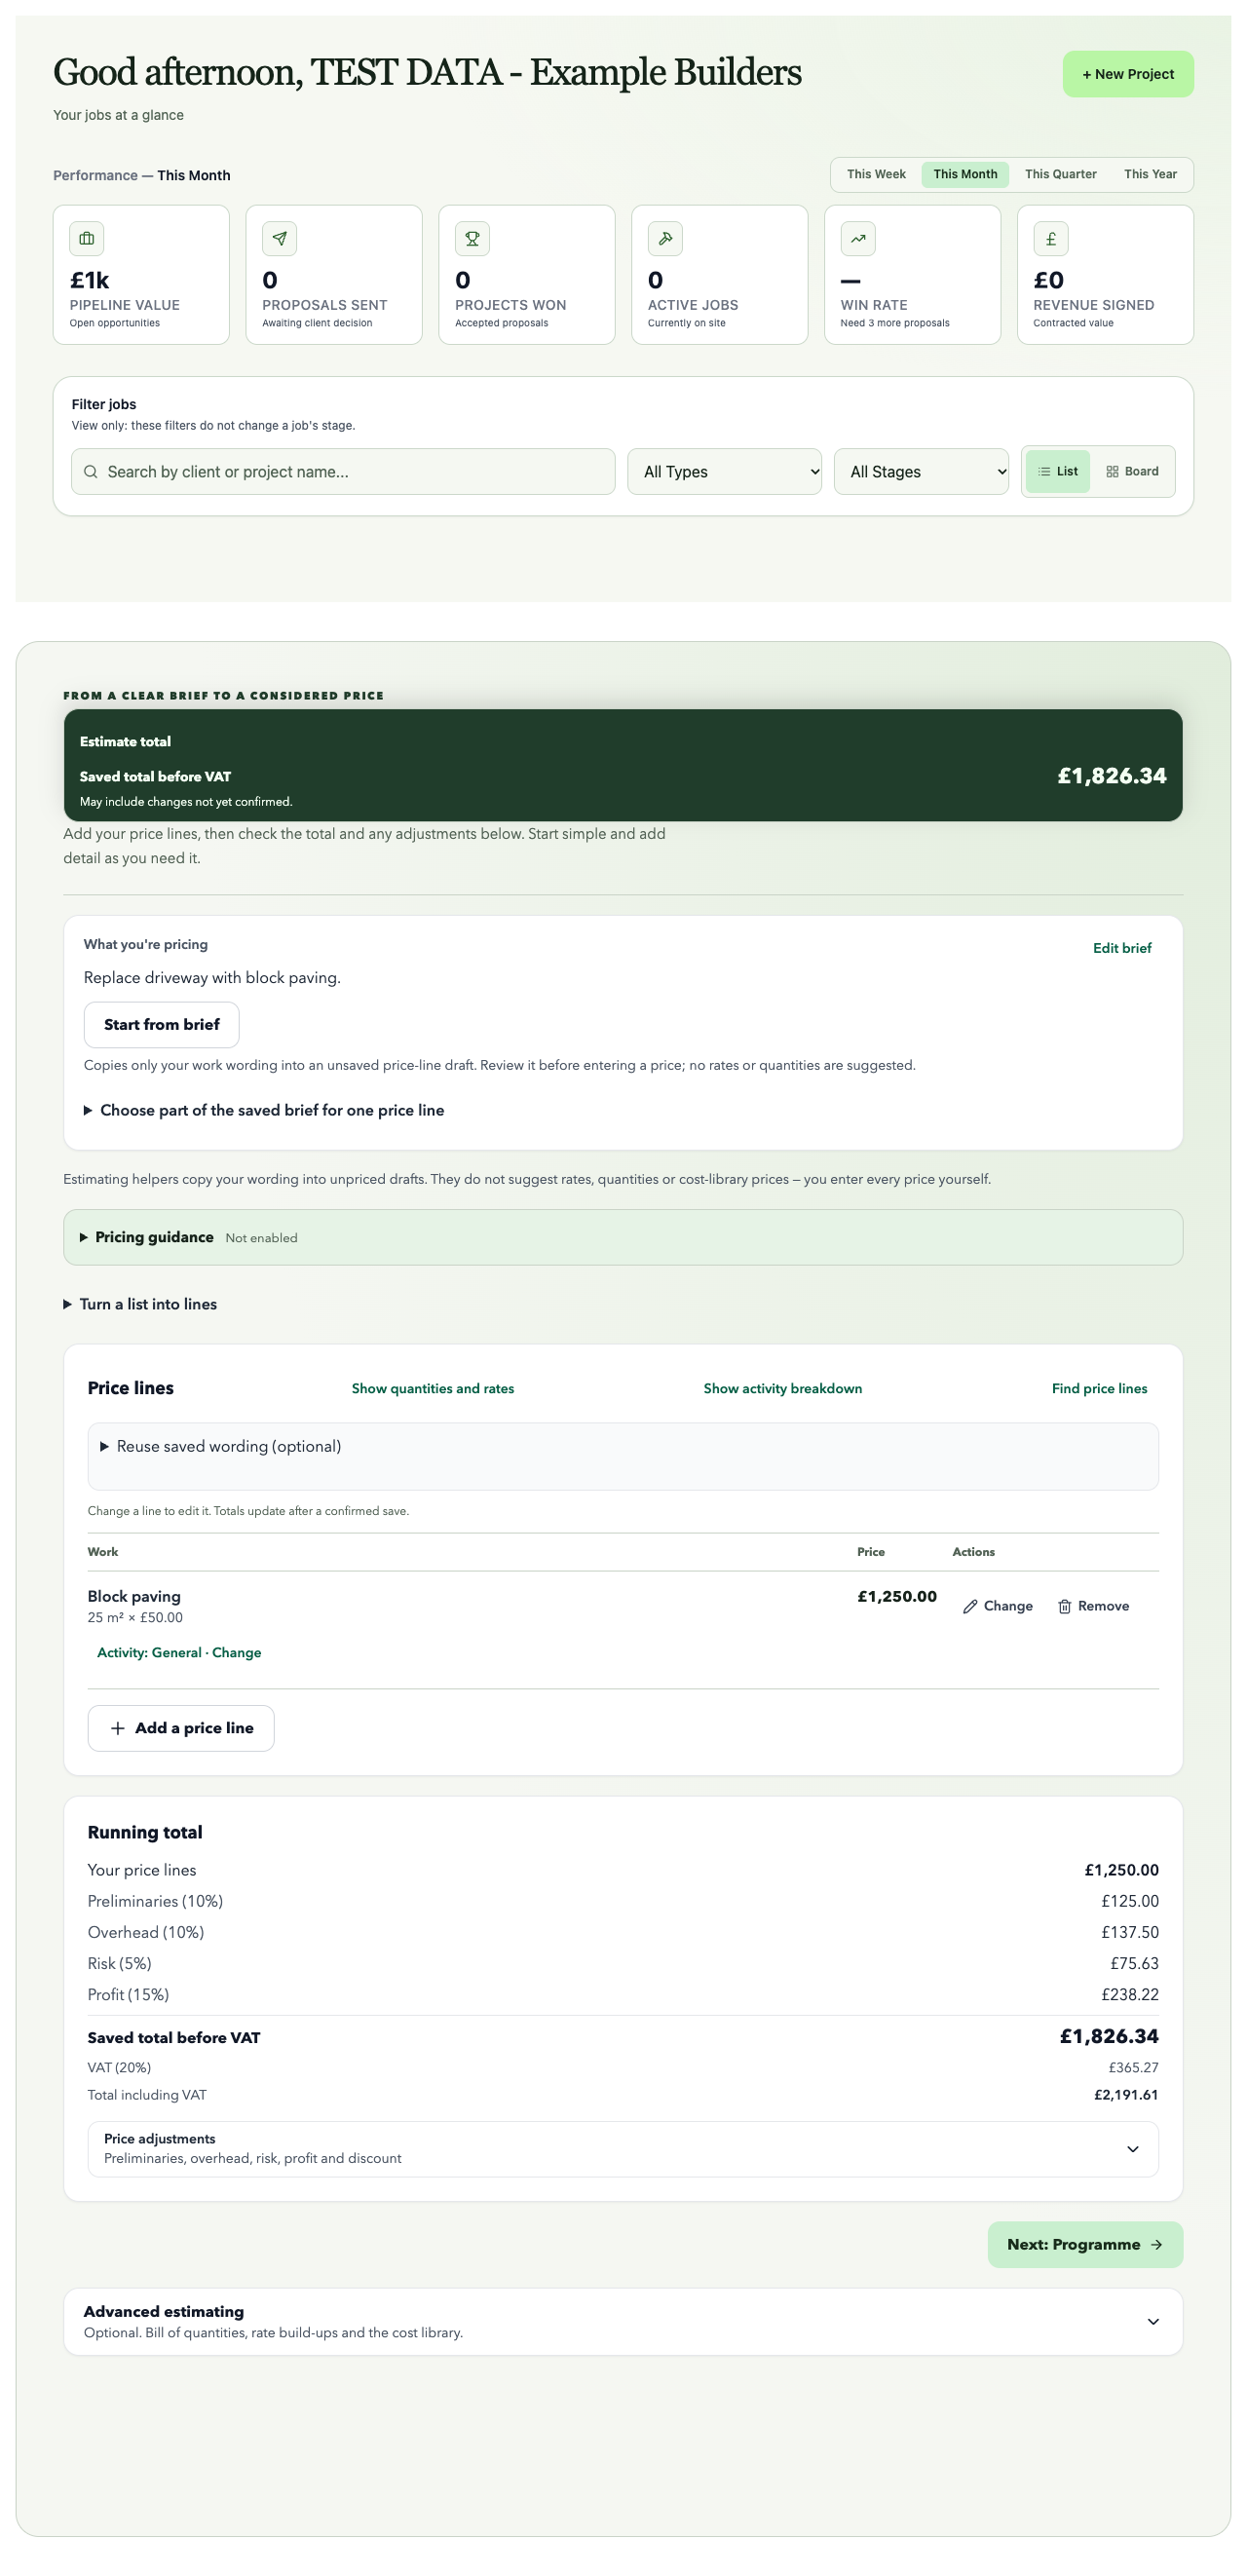 Good afternoon, TEST DATA - Example Builders
+ New Project
Your jobs at a glance
Performance — This Month
This Week
This Month
This Quarter
This Year
£1k
PIPELINE VALUE
Open opportunities
0
PROPOSALS SENT
Awaiting client decision
0
PROJECTS WON
Accepted proposals
0
ACTIVE JOBS
Currently on site
—
WIN RATE
Need 3 more proposals
£0
REVENUE SIGNED
Contracted value
Filter jobs
View only: these filters do not change a job's stage.
Search by client or project name...
All Types
All Stages
List
Board
FROM A CLEAR BRIEF TO A CONSIDERED PRICE
Estimate total
Saved total before VAT
£1,826.34
May include changes not yet confirmed.
Add your price lines, then check the total and any adjustments below. Start simple and add
detail as you need it.
What you're pricing
Edit brief
Replace driveway with block paving.
Start from brief
Copies only your work wording into an unsaved price-line draft. Review it before entering a price; no rates or quantities are suggested.
Choose part of the saved brief for one price line
Estimating helpers copy your wording into unpriced drafts. They do not suggest rates, quantities or cost-library prices – you enter every price yourself.
Pricing guidance Not enabled
Turn a list into lines
Price lines
Show quantities and rates
Show activity breakdown
Find price lines
Reuse saved wording (optional)
Change a line to edit it. Totals update after a confirmed save.
Work Price Actions
Block paving £1,250.00 Change Remove
25 m² × £50.00
Activity: General · Change
Add a price line
Running total
Your price lines £1,250.00
Preliminaries (10%) £125.00
Overhead (10%) £137.50
Risk (5%) £75.63
Profit (15%) £238.22
Saved total before VAT £1,826.34
VAT (20%) £365.27
Total including VAT £2,191.61
Price adjustments
Preliminaries, overhead, risk, profit and discount
Next: Programme →
Advanced estimating
Optional. Bill of quantities, rate build-ups and the cost library.